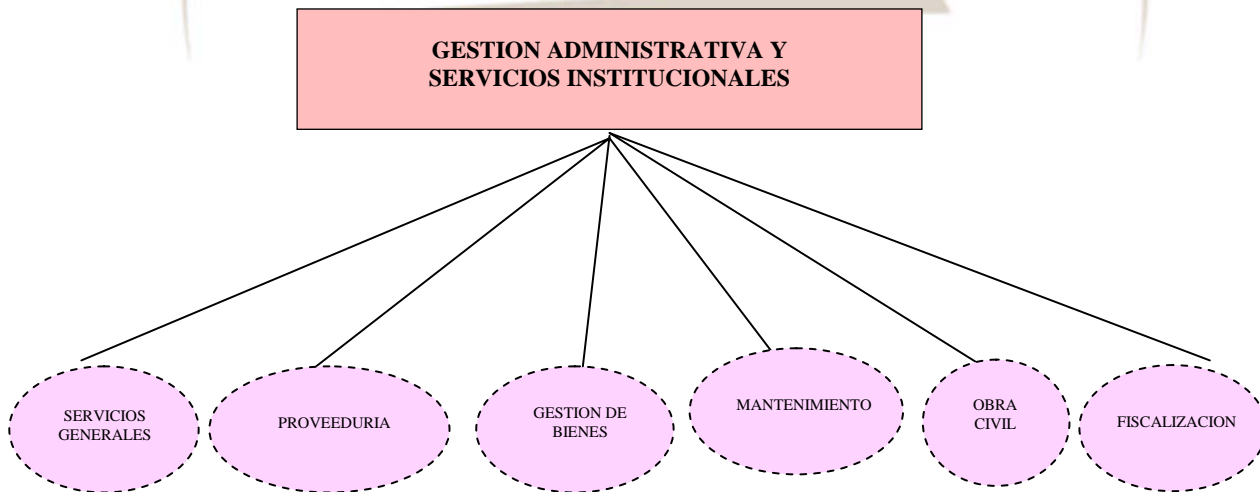 GESTION ADMINISTRATIVA Y
SERVICIOS INSTITUCIONALES
SERVICIOS
GENERALES
PROVEEDURIA
GESTION DE
BIENES
MANTENIMIENTO
OBRA
CIVIL
FISCALIZACION